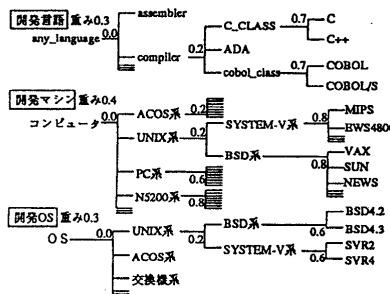 開発言語 重み0.3
assembler
any_language 0.0
C_CLASS 0.7 C
C++
compiler 0.2 ADA
cobol_class 0.7 COBOL
COBOL/S
開発マシン 重み0.4
コンピュータ 0.0 ACOS系 0.2
UNIX系 0.2 SYSTEM-V系 0.8 MIPS
EWS4800
BSD系 0.8 VAX
SUN
NEWS
PC系 0.6
N5200系 0.8
開発OS 重み0.3
OS 0.0 UNIX系 0.2 BSD系 0.6 BSD4.2
BSD4.3
SYSTEM-V系 0.6 SVR2
SVR4
ACOS系
交換機系